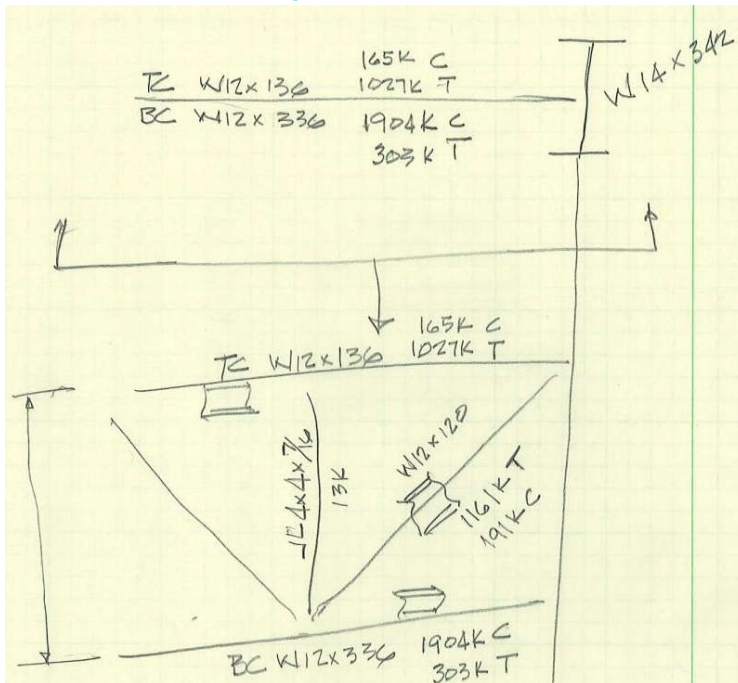 TC W12x136 165K C
1027K T
BC W12x336 1904K C
303K T
W14x342
165K C
TC W12x136 1027K T
4x4x7/16
13K
W12x120
1161K T
191K C
BC W12x336 1904K C
303K T